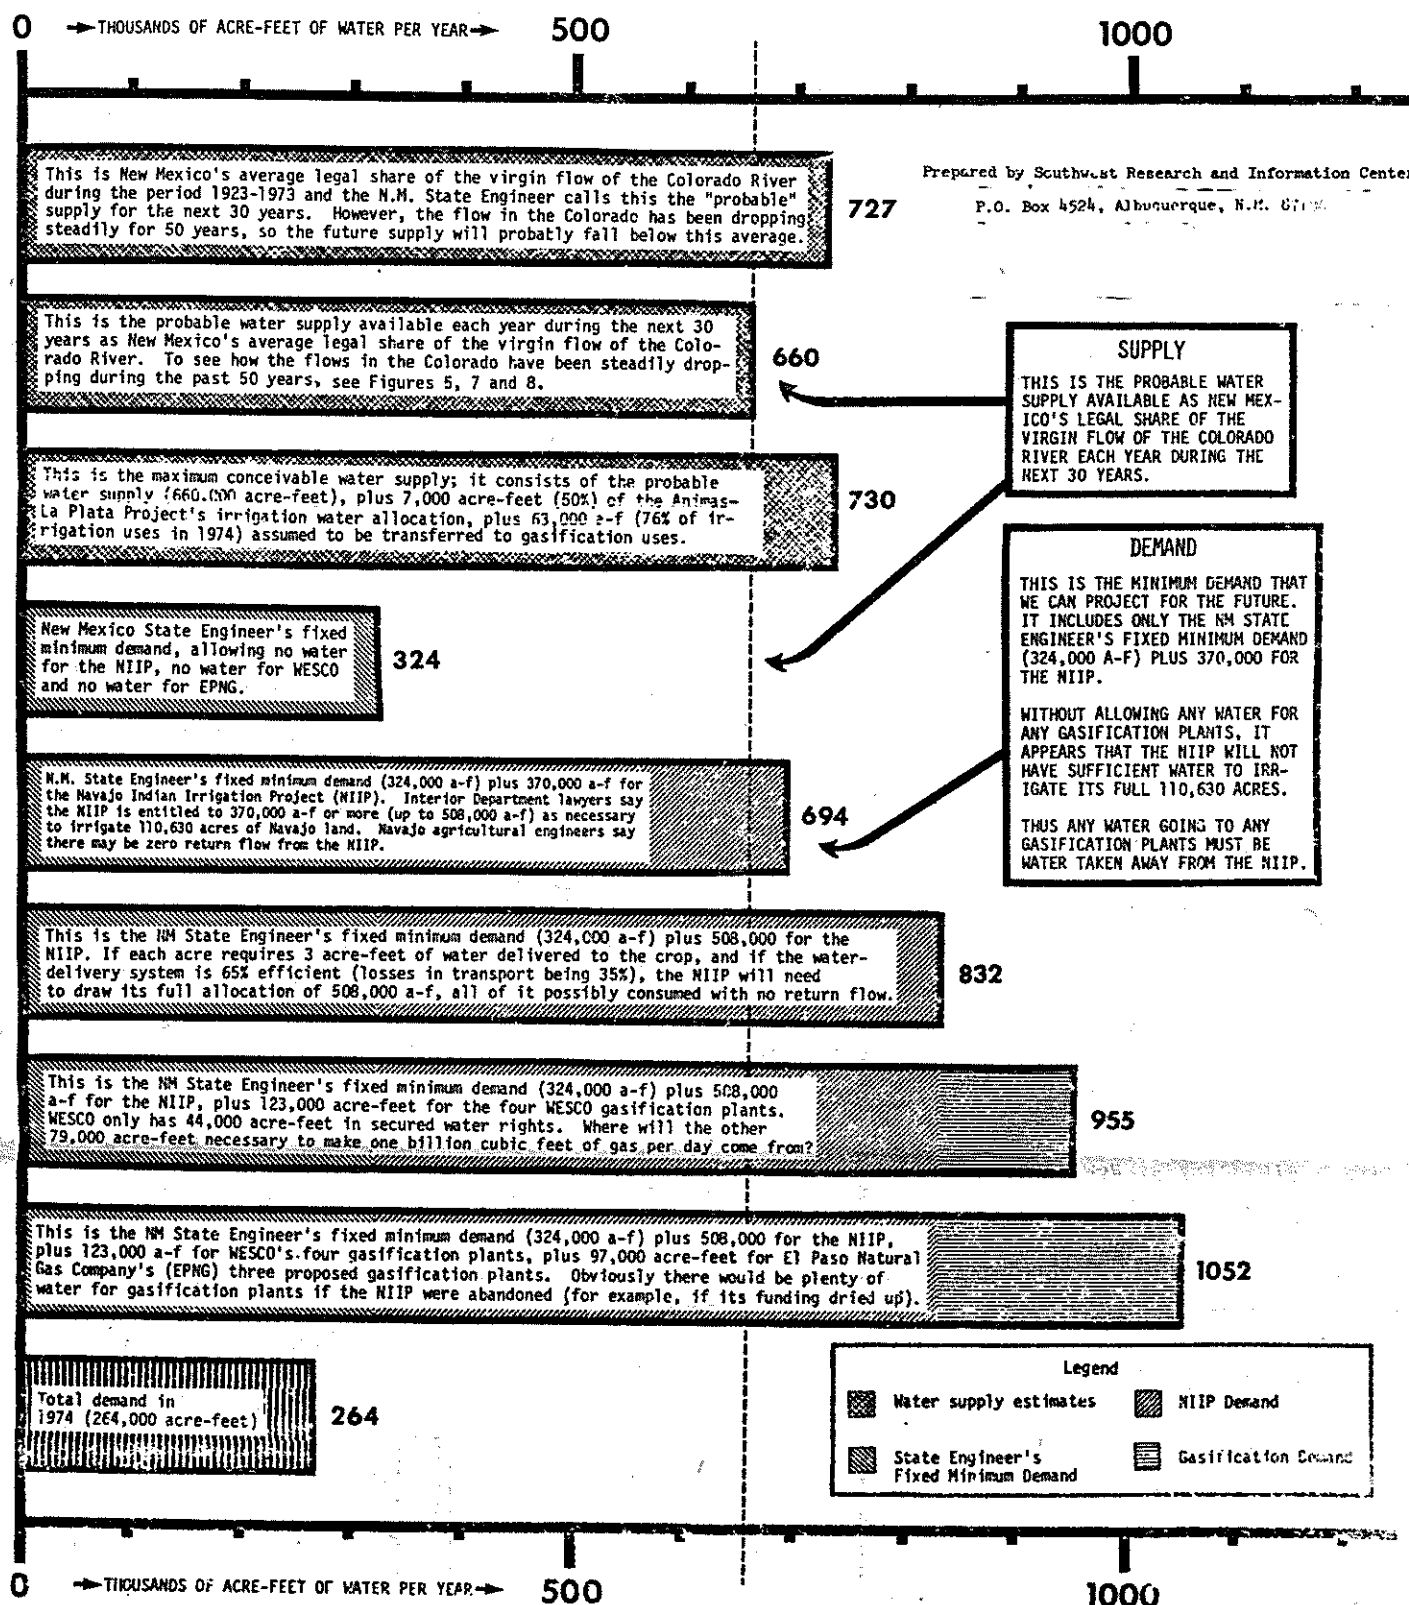 0 →THOUSANDS OF ACRE-FEET OF WATER PER YEAR→ 500 1000
Prepared by Southwest Research and Information Center
P.O. Box 4524, Albuquerque, N.M.
This is New Mexico's average legal share of the virgin flow of the Colorado River
during the period 1923-1973 and the N.M. State Engineer calls this the "probable"
supply for the next 30 years. However, the flow in the Colorado has been dropping
steadily for 50 years, so the future supply will probatly fall below this average.
727
This is the probable water supply available each year during the next 30
years as New Mexico's average legal share of the virgin flow of the Colo-
rado River. To see how the flows in the Colorado have been steadily drop-
ping during the past 50 years, see Figures 5, 7 and 8.
660
SUPPLY
THIS IS THE PROBABLE WATER
SUPPLY AVAILABLE AS NEW MEX-
ICO'S LEGAL SHARE OF THE
VIRGIN FLOW OF THE COLORADO
RIVER EACH YEAR DURING THE
NEXT 30 YEARS.
This is the maximum conceivable water supply; it consists of the probable
water supply (660.000 acre-feet), plus 7,000 acre-feet (50%) of the Animas-
La Plata Project's irrigation water allocation, plus 63,000 a-f (76% of ir-
rigation uses in 1974) assumed to be transferred to gasification uses.
730
DEMAND
THIS IS THE MINIMUM DEMAND THAT
WE CAN PROJECT FOR THE FUTURE.
IT INCLUDES ONLY THE NM STATE
ENGINEER'S FIXED MINIMUM DEMAND
(324,000 A-F) PLUS 370,000 FOR
THE NIIP.
WITHOUT ALLOWING ANY WATER FOR
ANY GASIFICATION PLANTS, IT
APPEARS THAT THE NIIP WILL NOT
HAVE SUFFICIENT WATER TO IRR-
IGATE ITS FULL 110,630 ACRES.
THUS ANY WATER GOING TO ANY
GASIFICATION PLANTS MUST BE
WATER TAKEN AWAY FROM THE NIIP.
New Mexico State Engineer's fixed
minimum demand, allowing no water
for the NIIP, no water for WESCO
and no water for EPNG.
324
N.M. State Engineer's fixed minimum demand (324,000 a-f) plus 370,000 a-f for
the Navajo Indian Irrigation Project (NIIP). Interior Department lawyers say
the NIIP is entitled to 370,000 a-f or more (up to 508,000 a-f) as necessary
to irrigate 110,630 acres of Navajo land. Navajo agricultural engineers say
there may be zero return flow from the NIIP.
694
This is the NM State Engineer's fixed minimum demand (324,000 a-f) plus 508,000 for the
NIIP. If each acre requires 3 acre-feet of water delivered to the crop, and if the water-
delivery system is 65% efficient (losses in transport being 35%), the NIIP will need
to draw its full allocation of 508,000 a-f, all of it possibly consumed with no return flow.
832
This is the NM State Engineer's fixed minimum demand (324,000 a-f) plus 508,000
a-f for the NIIP, plus 123,000 acre-feet for the four WESCO gasification plants.
WESCO only has 44,000 acre-feet in secured water rights. Where will the other
79,000 acre-feet necessary to make one billion cubic feet of gas per day come from?
955
This is the NM State Engineer's fixed minimum demand (324,000 a-f) plus 508,000 for the NIIP,
plus 123,000 a-f for WESCO's four gasification plants, plus 97,000 acre-feet for El Paso Natural
Gas Company's (EPNG) three proposed gasification plants. Obviously there would be plenty of
water for gasification plants if the NIIP were abandoned (for example, if its funding dried up).
1052
Total demand in
1974 (264,000 acre-feet)
264
Legend
Water supply estimates
NIIP Demand
State Engineer's
Fixed Minimum Demand
Gasification Demand
0 →THOUSANDS OF ACRE-FEET OF WATER PER YEAR→ 500 1000